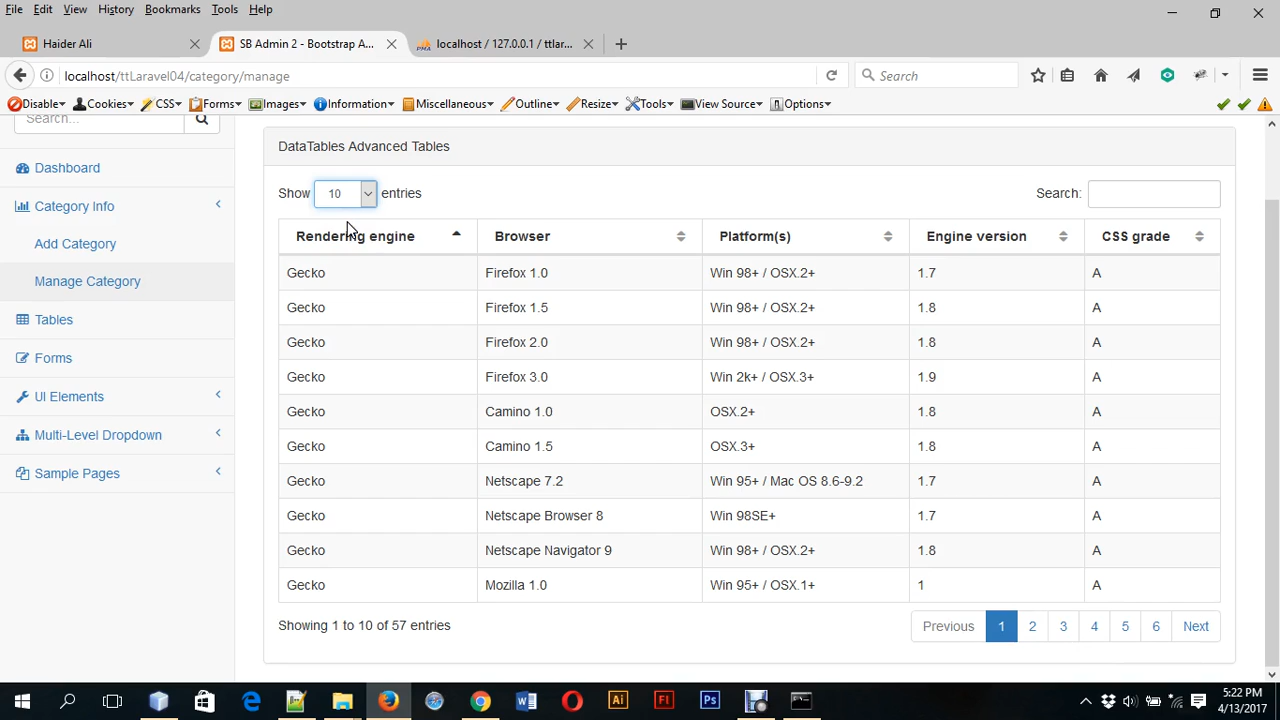 File Edit View History Bookmarks Tools Help
Haider Ali
SB Admin 2 - Bootstrap A...
localhost / 127.0.0.1 / ttlar...
localhost/ttLaravel04/category/manage
Search
Disable Cookies CSS Forms Images Information Miscellaneous Outline Resize Tools View Source Options
Search...
Dashboard
Category Info
Add Category
Manage Category
Tables
Forms
UI Elements
Multi-Level Dropdown
Sample Pages
DataTables Advanced Tables
Show 10 entries
Search:
Rendering engine Browser Platform(s) Engine version CSS grade
Gecko Firefox 1.0 Win 98+ / OSX.2+ 1.7 A
Gecko Firefox 1.5 Win 98+ / OSX.2+ 1.8 A
Gecko Firefox 2.0 Win 98+ / OSX.2+ 1.8 A
Gecko Firefox 3.0 Win 2k+ / OSX.3+ 1.9 A
Gecko Camino 1.0 OSX.2+ 1.8 A
Gecko Camino 1.5 OSX.3+ 1.8 A
Gecko Netscape 7.2 Win 95+ / Mac OS 8.6-9.2 1.7 A
Gecko Netscape Browser 8 Win 98SE+ 1.7 A
Gecko Netscape Navigator 9 Win 98+ / OSX.2+ 1.8 A
Gecko Mozilla 1.0 Win 95+ / OSX.1+ 1 A
Showing 1 to 10 of 57 entries
Previous 1 2 3 4 5 6 Next
5:22 PM
4/13/2017